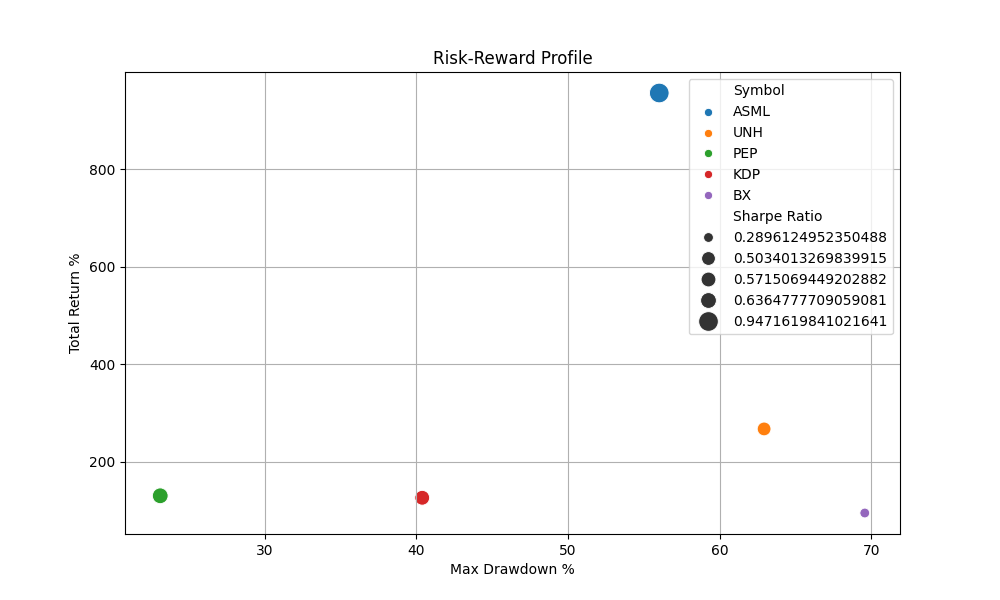 Risk-Reward Profile
Total Return %
800
600
400
200
30
40
50
60
70
Max Drawdown %
Symbol
ASML
UNH
PEP
KDP
BX
Sharpe Ratio
0.2896124952350488
0.5034013269839915
0.5715069449202882
0.6364777709059081
0.9471619841021641